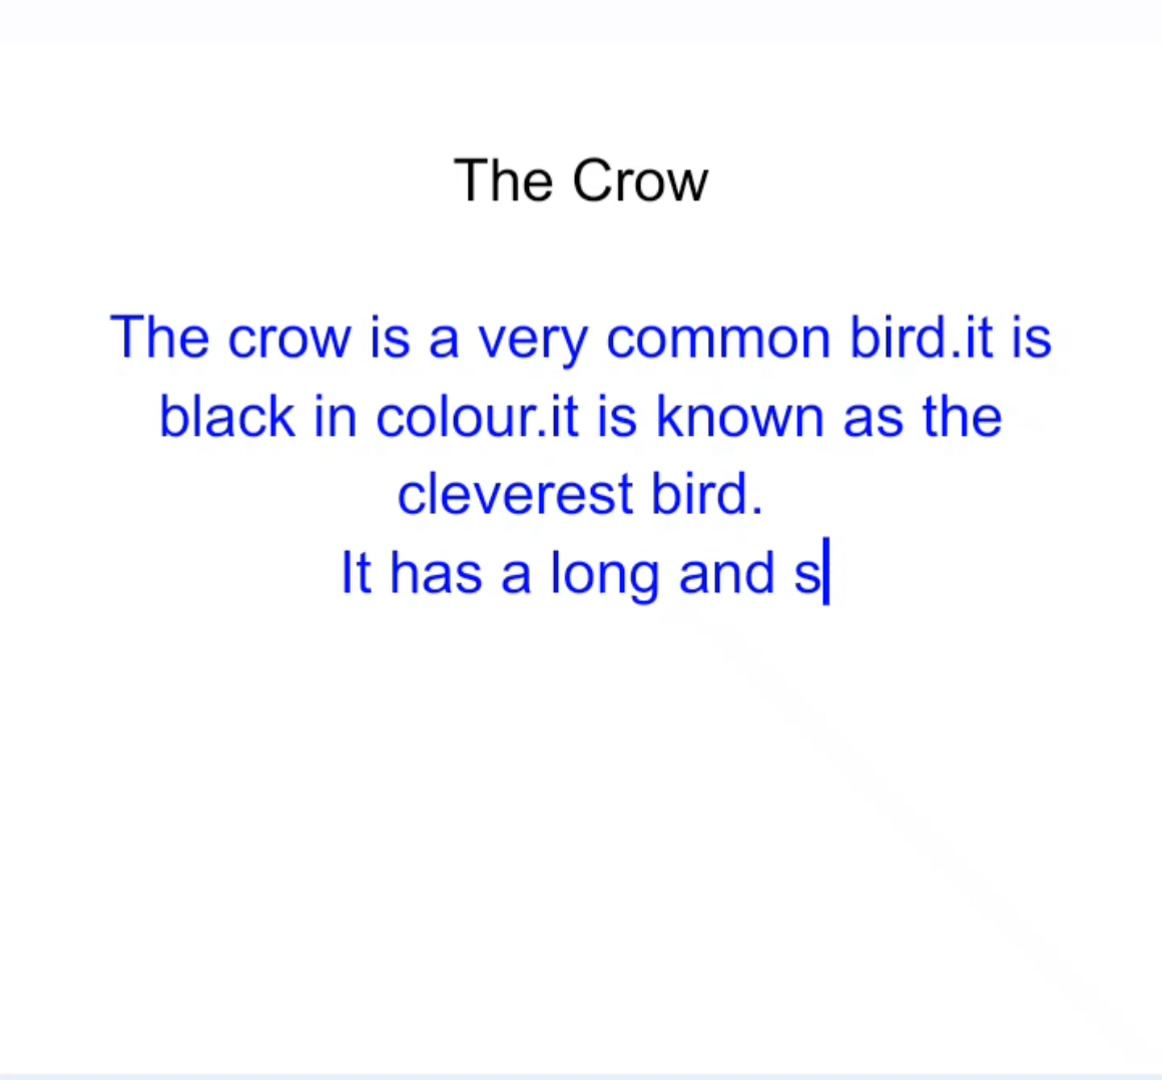 The Crow
The crow is a very common bird.it is
black in colour.it is known as the
cleverest bird.
It has a long and s